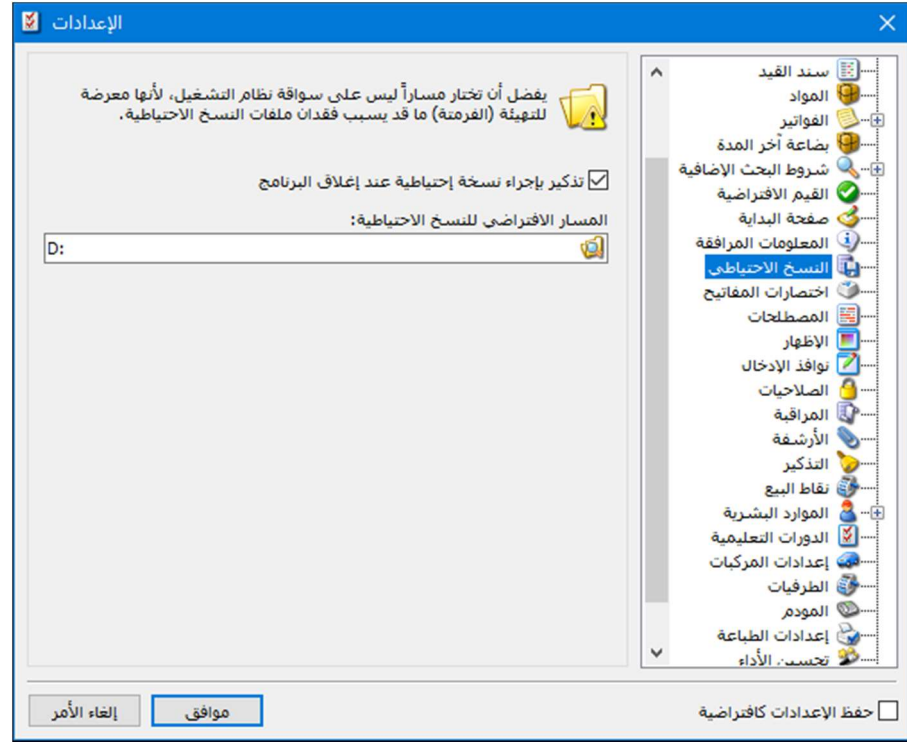 الإعدادات
سند القيد
المواد
الفواتير
بضاعة آخر المدة
شروط البحث الإضافية
القيم الافتراضية
صفحة البداية
المعلومات المرافقة
النسخ الاحتياطي
اختصارات المفاتيح
المصطلحات
الإظهار
نوافذ الإدخال
الصلاحيات
المراقبة
الأرشفة
التذكير
نقاط البيع
الموارد البشرية
الدورات التعليمية
إعدادات المركبات
الطرفيات
المودم
إعدادات الطباعة
تحسين الأداء
يفضل أن تختار مساراً ليس على سواقة نظام التشغيل، لأنها معرضة
للتهيئة (الفرمتة) ما قد يسبب فقدان ملفات النسخ الاحتياطية.
تذكير بإجراء نسخة إحتياطية عند إغلاق البرنامج
المسار الافتراضي للنسخ الاحتياطية:
D:
حفظ الإعدادات كافتراضية
موافق
إلغاء الأمر